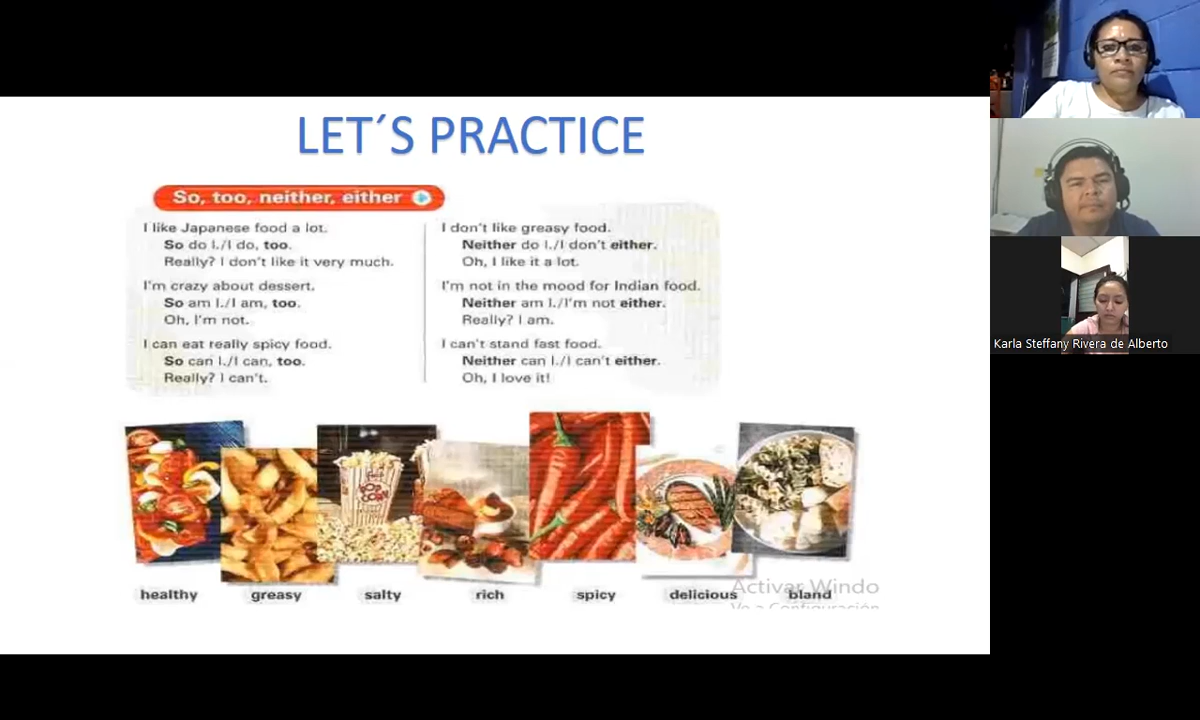 LET´S PRACTICE
So, too, neither, either
I like Japanese food a lot.
So do I./I do, too.
Really? I don't like it very much.
I'm crazy about dessert.
So am I./I am, too.
Oh, I'm not.
I can eat really spicy food.
So can I./I can, too.
Really? I can't.
I don't like greasy food.
Neither do I./I don't either.
Oh, I like it a lot.
I'm not in the mood for Indian food.
Neither am I./I'm not either.
Really? I am.
I can't stand fast food.
Neither can I./I can't either.
Oh, I love it!
POP
CORN
healthy
greasy
salty
rich
spicy
delicious
bland
Activar Windo
Ve a Configuración
Karla Steffany Rivera de Alberto